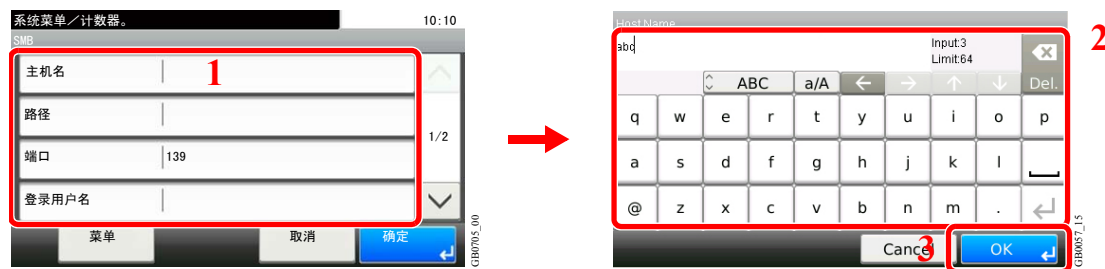 系统菜单／计数器。
10:10
SMB
主机名
1
路径
1/2
端口
139
登录用户名
菜单
取消
确定
GB0705_00
Host Name
abc
Input:3
Limit:64
2
ABC
a/A
Del.
q w e r t y u i o p
a s d f g h j k l
@ z x c v b n m .
Cancel
3
OK
GB0057_15